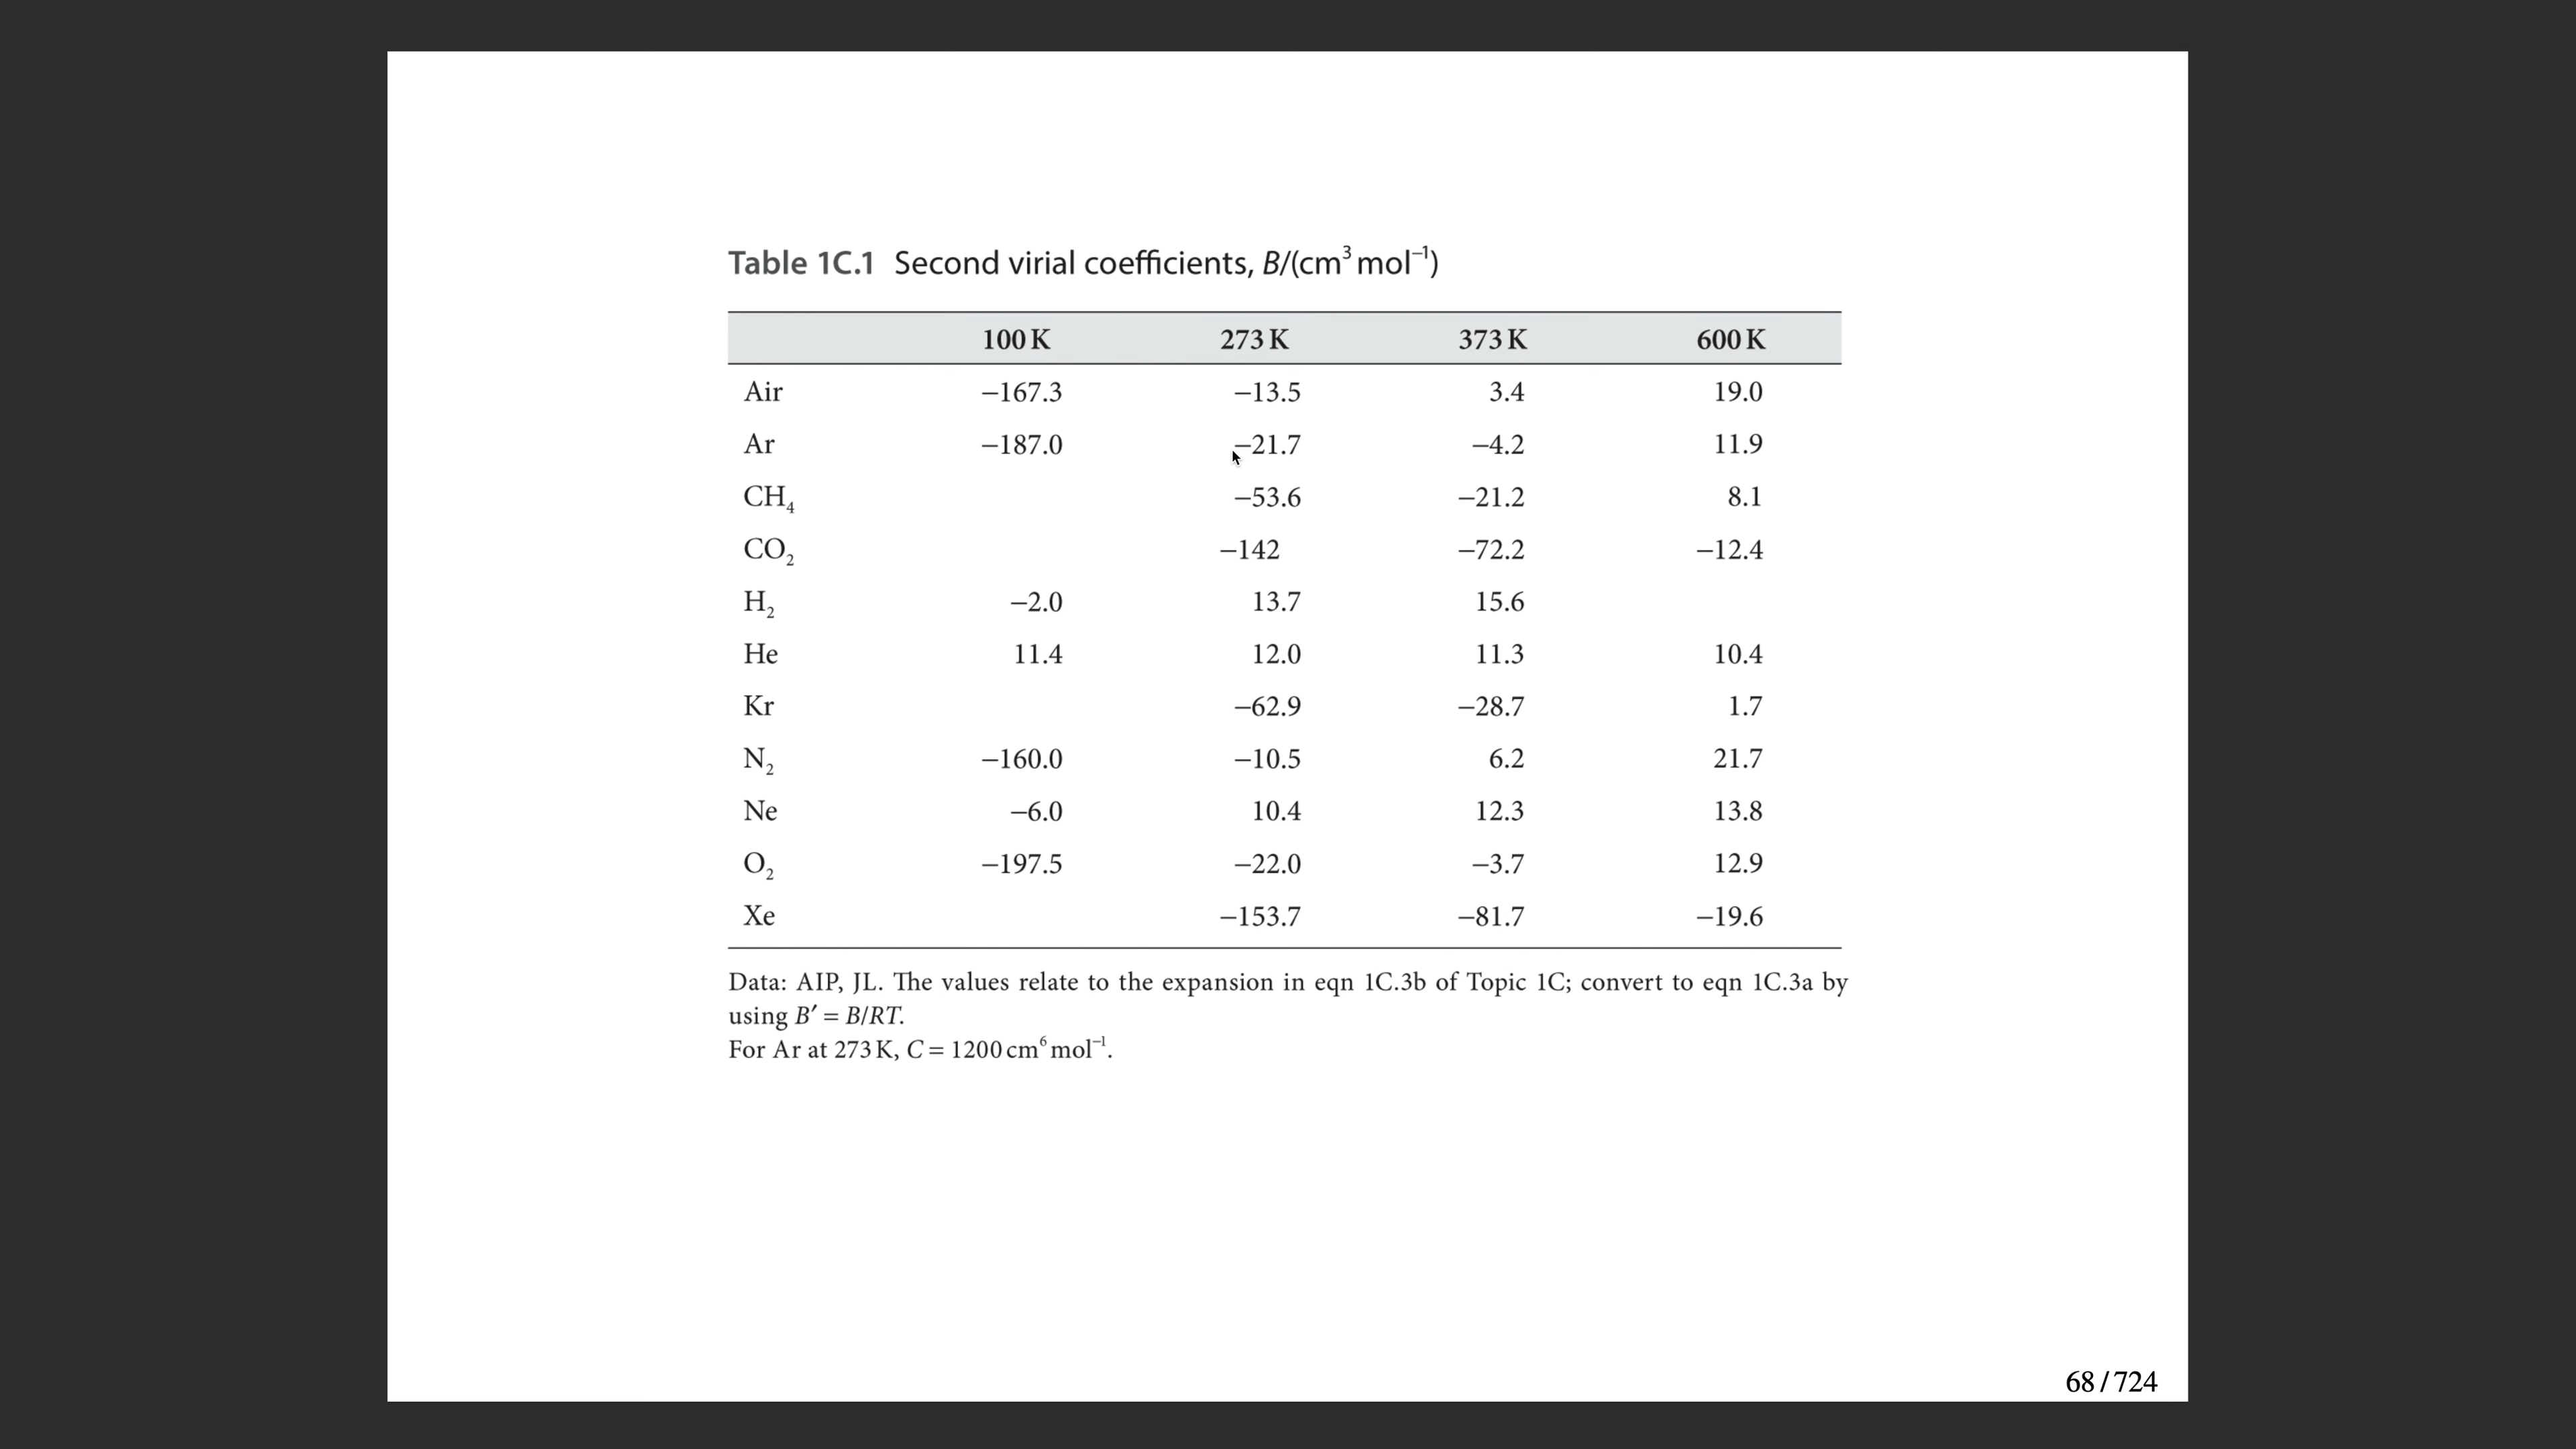 Table 1C.1 Second virial coefficients, B/(cm³ mol⁻¹)
100 K 273 K 373 K 600 K
Air −167.3 −13.5 3.4 19.0
Ar −187.0 −21.7 −4.2 11.9
CH₄ −53.6 −21.2 8.1
CO₂ −142 −72.2 −12.4
H₂ −2.0 13.7 15.6
He 11.4 12.0 11.3 10.4
Kr −62.9 −28.7 1.7
N₂ −160.0 −10.5 6.2 21.7
Ne −6.0 10.4 12.3 13.8
O₂ −197.5 −22.0 −3.7 12.9
Xe −153.7 −81.7 −19.6
Data: AIP, JL. The values relate to the expansion in eqn 1C.3b of Topic 1C; convert to eqn 1C.3a by
using B′ = B/RT.
For Ar at 273 K, C = 1200 cm⁶ mol⁻¹.
68 / 724